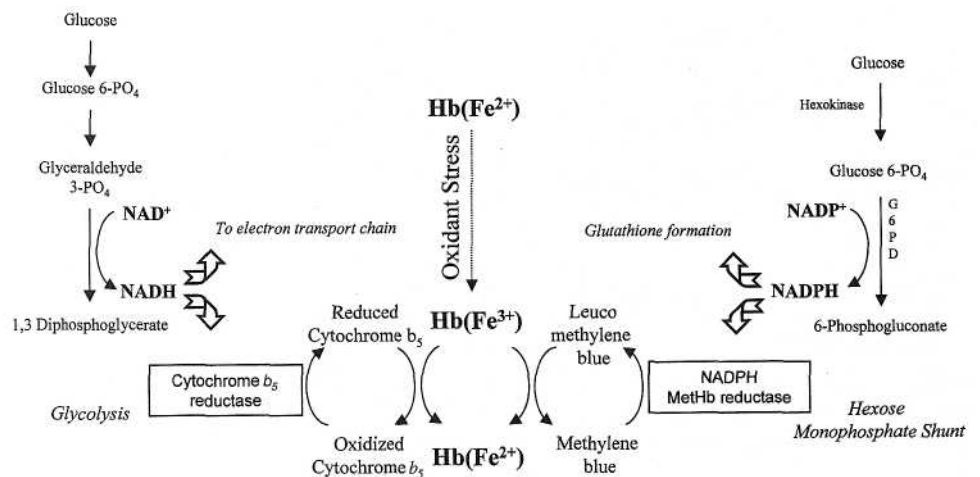 Glucose
Glucose 6-PO₄
Glyceraldehyde
3-PO₄
NAD⁺
To electron transport chain
NADH
1,3 Diphosphoglycerate
Glycolysis
Cytochrome b₅
reductase
Reduced
Cytochrome b₅
Oxidized
Cytochrome b₅
Hb(Fe²⁺)
Oxidant Stress
Hb(Fe³⁺)
Hb(Fe²⁺)
Leuco
methylene
blue
Methylene
blue
NADPH
MetHb reductase
Glucose
Hexokinase
Glucose 6-PO₄
NADP⁺
G
6
P
D
Glutathione formation
NADPH
6-Phosphogluconate
Hexose
Monophosphate Shunt